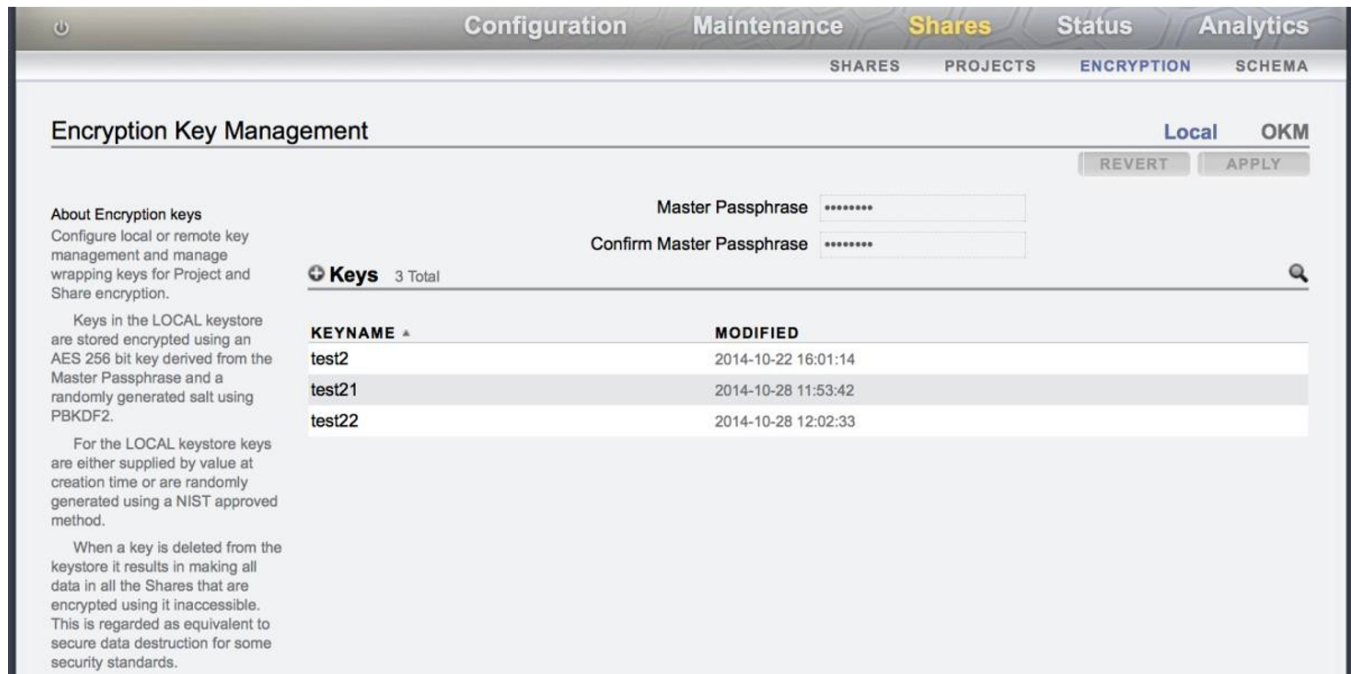 Configuration Maintenance Shares Status Analytics
SHARES PROJECTS ENCRYPTION SCHEMA
Encryption Key Management Local OKM
REVERT APPLY
Master Passphrase ••••••••
Confirm Master Passphrase ••••••••
Keys 3 Total
KEYNAME MODIFIED
test2 2014-10-22 16:01:14
test21 2014-10-28 11:53:42
test22 2014-10-28 12:02:33
About Encryption keys
Configure local or remote key
management and manage
wrapping keys for Project and
Share encryption.
Keys in the LOCAL keystore
are stored encrypted using an
AES 256 bit key derived from the
Master Passphrase and a
randomly generated salt using
PBKDF2.
For the LOCAL keystore keys
are either supplied by value at
creation time or are randomly
generated using a NIST approved
method.
When a key is deleted from the
keystore it results in making all
data in all the Shares that are
encrypted using it inaccessible.
This is regarded as equivalent to
secure data destruction for some
security standards.